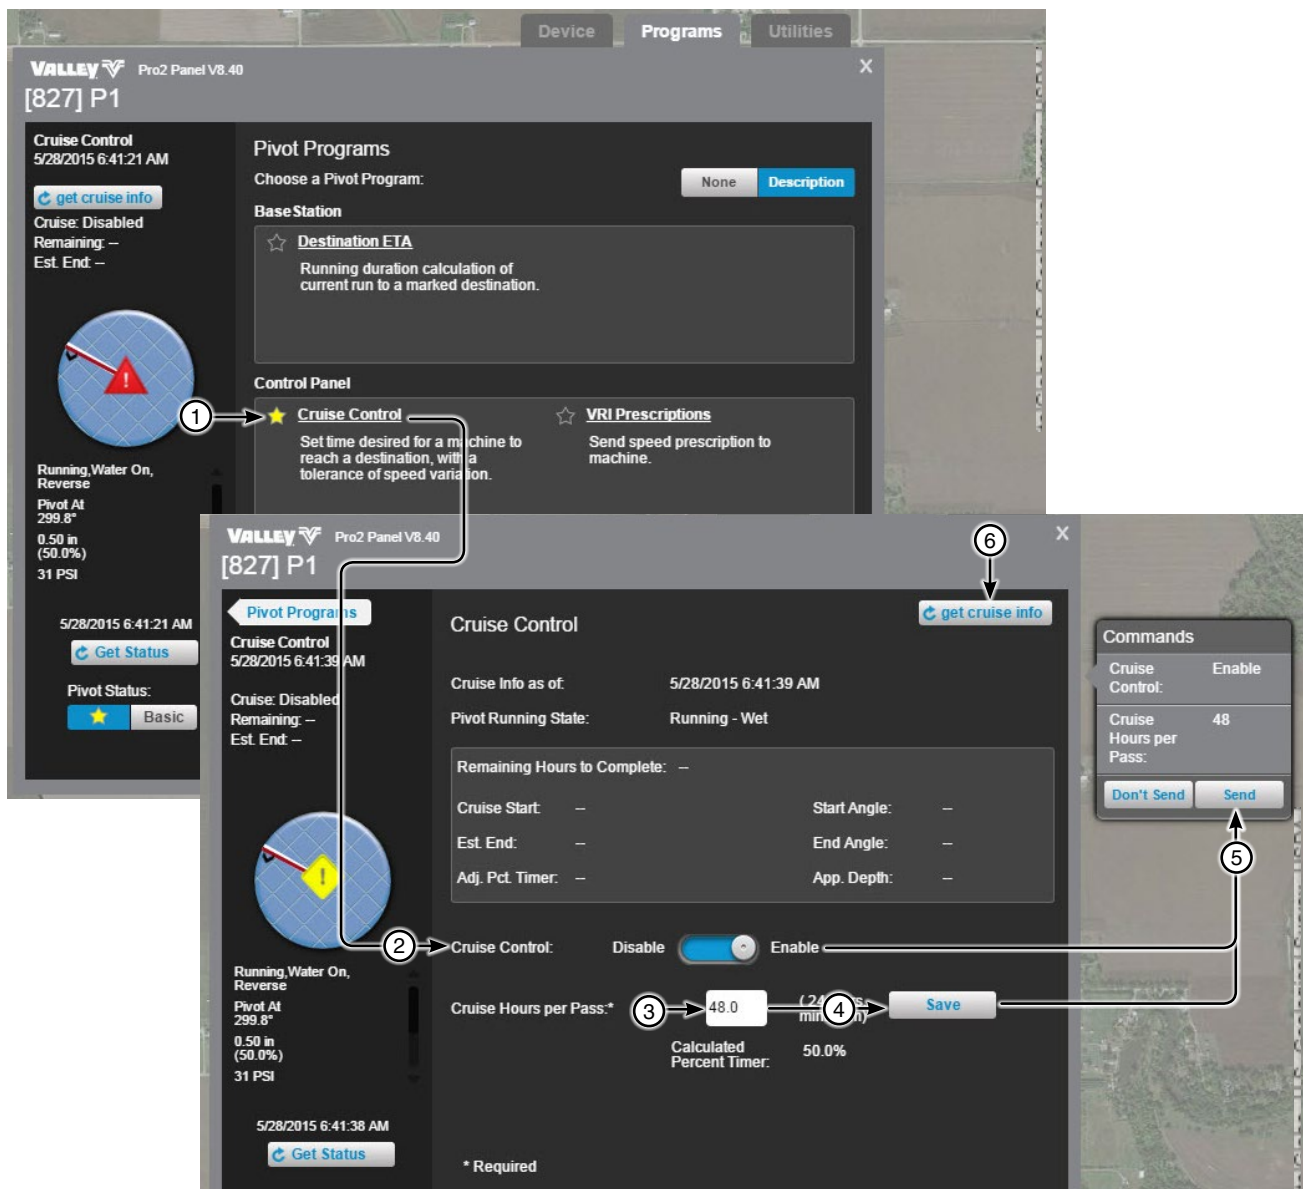 Device Programs Utilities
VALLEY Pro2 Panel V8.40
X
[827] P1
Cruise Control
5/28/2015 6:41:21 AM
get cruise info
Cruise: Disabled
Remaining: --
Est. End: --
Running,Water On,
Reverse
Pivot At
299.8°
0.50 in
(50.0%)
31 PSI
5/28/2015 6:41:21 AM
Get Status
Pivot Status:
Basic
Pivot Programs
Choose a Pivot Program:
None Description
BaseStation
Destination ETA
Running duration calculation of
current run to a marked destination.
Control Panel
1
Cruise Control
Set time desired for a machine to
reach a destination, with a
tolerance of speed variation.
VRI Prescriptions
Send speed prescription to
machine.
VALLEY Pro2 Panel V8.40
6
X
[827] P1
Pivot Programs
Cruise Control
5/28/2015 6:41:39 AM
Cruise: Disabled
Remaining: --
Est. End: --
Running,Water On,
Reverse
Pivot At
299.8°
0.50 in
(50.0%)
31 PSI
5/28/2015 6:41:38 AM
Get Status
Cruise Control
get cruise info
Cruise Info as of: 5/28/2015 6:41:39 AM
Pivot Running State: Running - Wet
Remaining Hours to Complete: --
Cruise Start: -- Start Angle: --
Est. End: -- End Angle: --
Adj. Pct. Timer: -- App. Depth: --
2
Cruise Control: Disable Enable
Cruise Hours per Pass:* 3 48.0 4 Save
Calculated
Percent Timer: 50.0%
* Required
Commands
Cruise
Control: Enable
Cruise
Hours per
Pass: 48
Don't Send Send
5